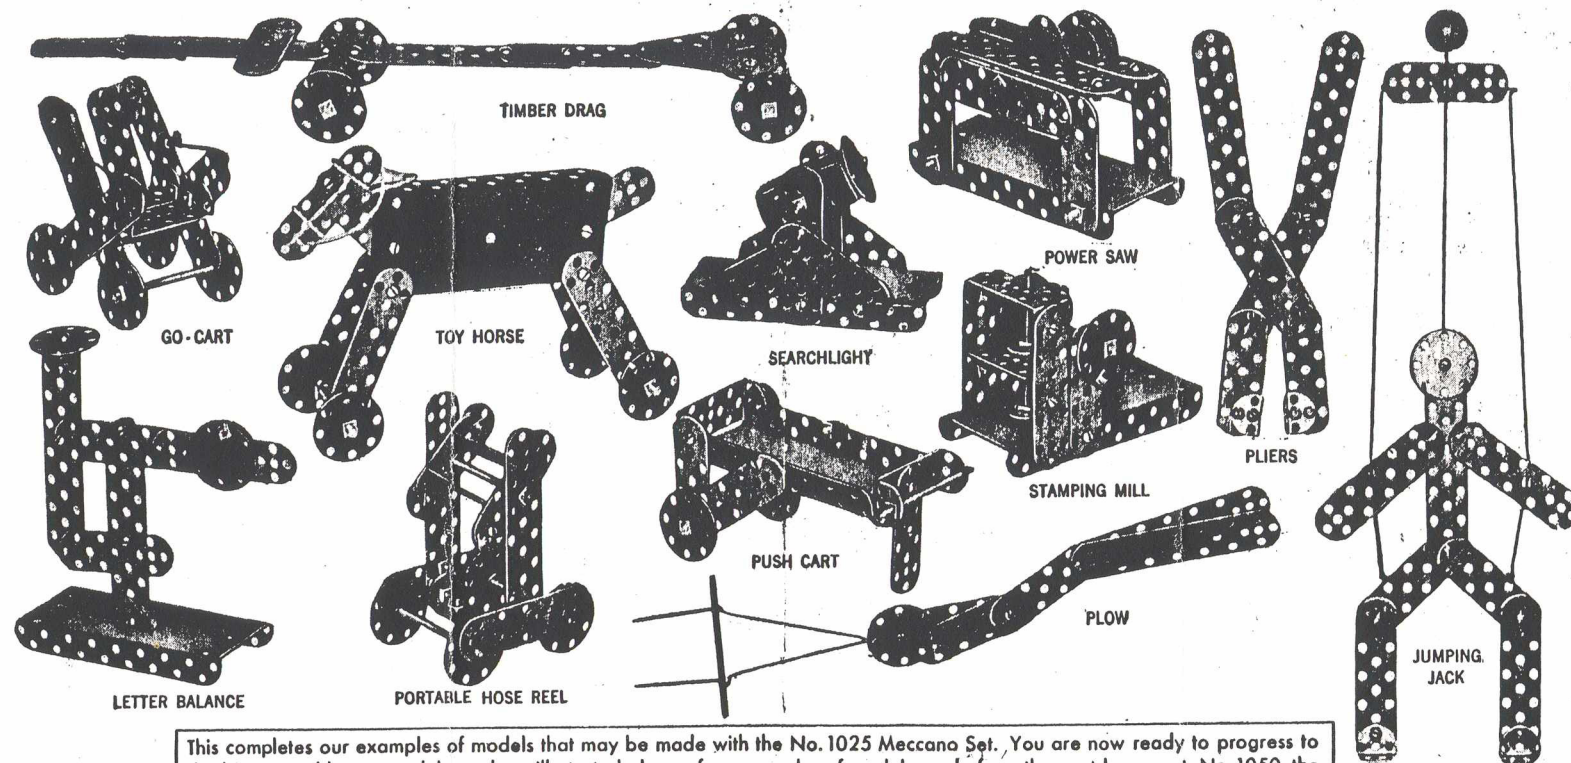 TIMBER DRAG
POWER SAW
GO-CART
TOY HORSE
SEARCHLIGHT
PLIERS
STAMPING MILL
PUSH CART
PLOW
JUMPING
JACK
LETTER BALANCE
PORTABLE HOSE REEL
This completes our examples of models that may be made with the No. 1025 Meccano Set. You are now ready to progress to